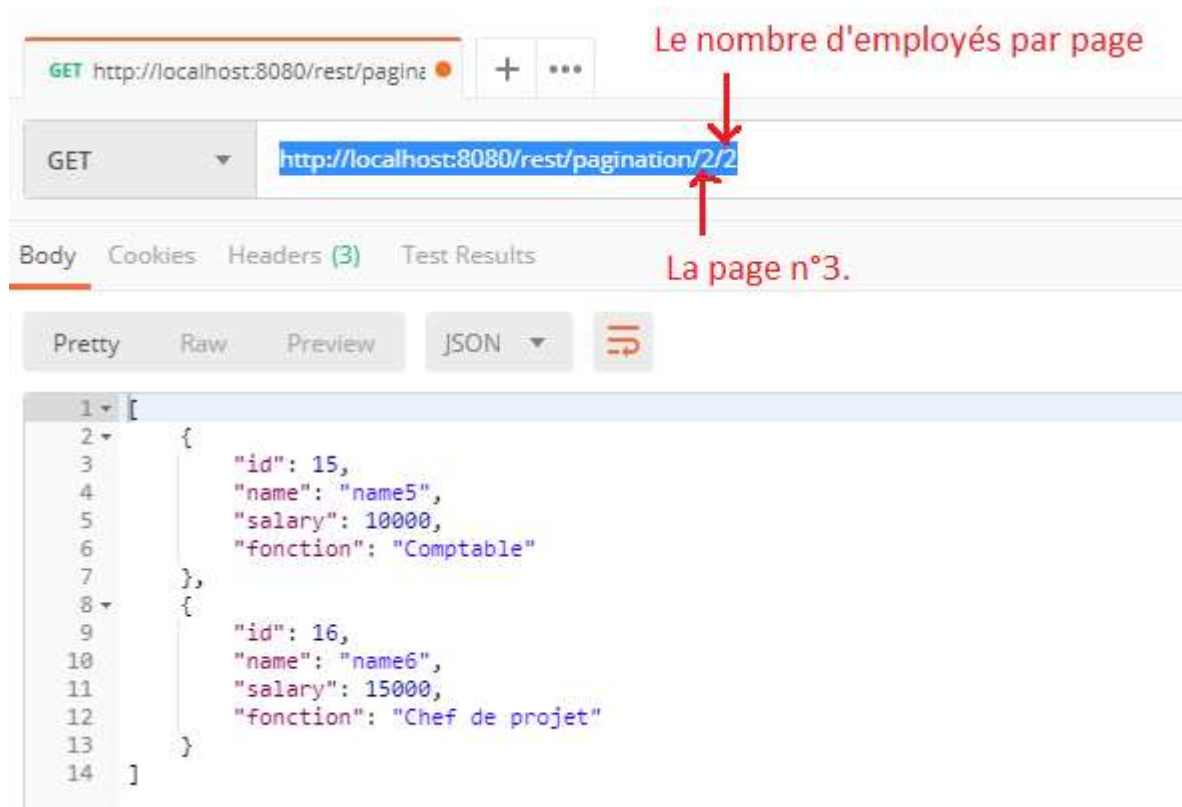 Le nombre d'employés par page
GET http://localhost:8080/rest/pagina + •••
GET http://localhost:8080/rest/pagination/2/2
Body Cookies Headers (3) Test Results
La page n°3.
Pretty Raw Preview JSON
1 [
2 {
3 "id": 15,
4 "name": "name5",
5 "salary": 10000,
6 "fonction": "Comptable"
7 },
8 {
9 "id": 16,
10 "name": "name6",
11 "salary": 15000,
12 "fonction": "Chef de projet"
13 }
14 ]